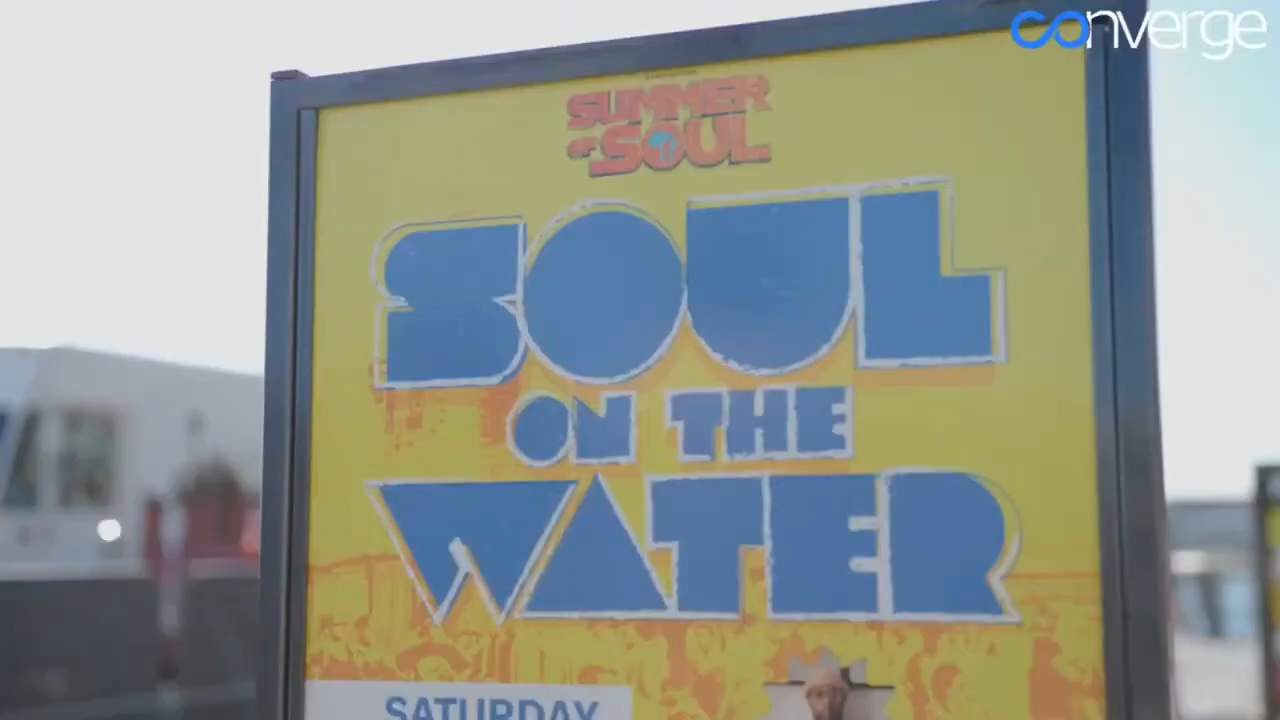 converge
SUMMER
OF SOUL
SOUL
ON THE
WATER
SATURDAY